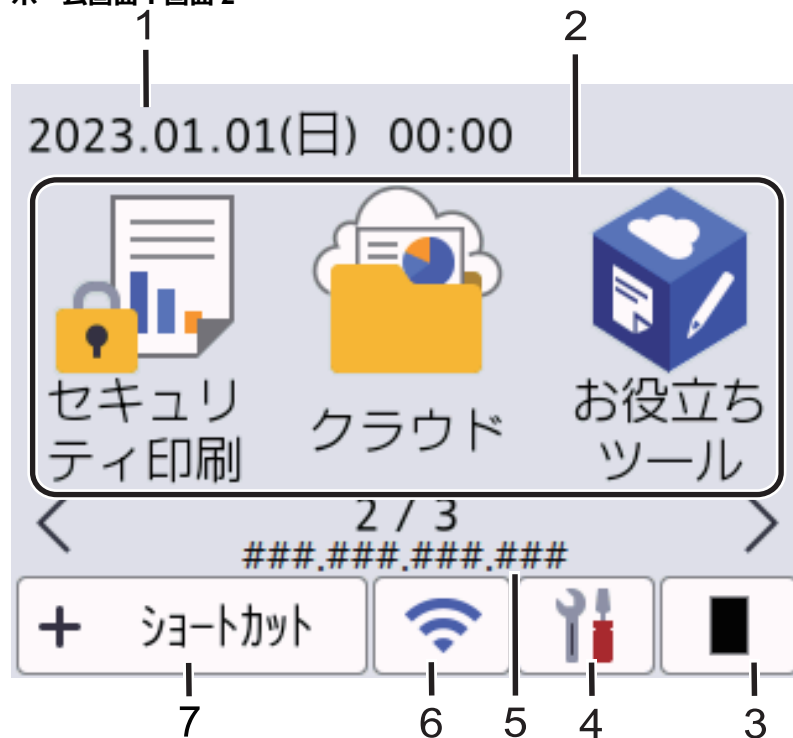 1
2
2023.01.01(日) 00:00
セキュリ
ティ印刷
クラウド
お役立ち
ツール
2 / 3
###.###.###.###
+ ショートカット
7
6
5
4
3